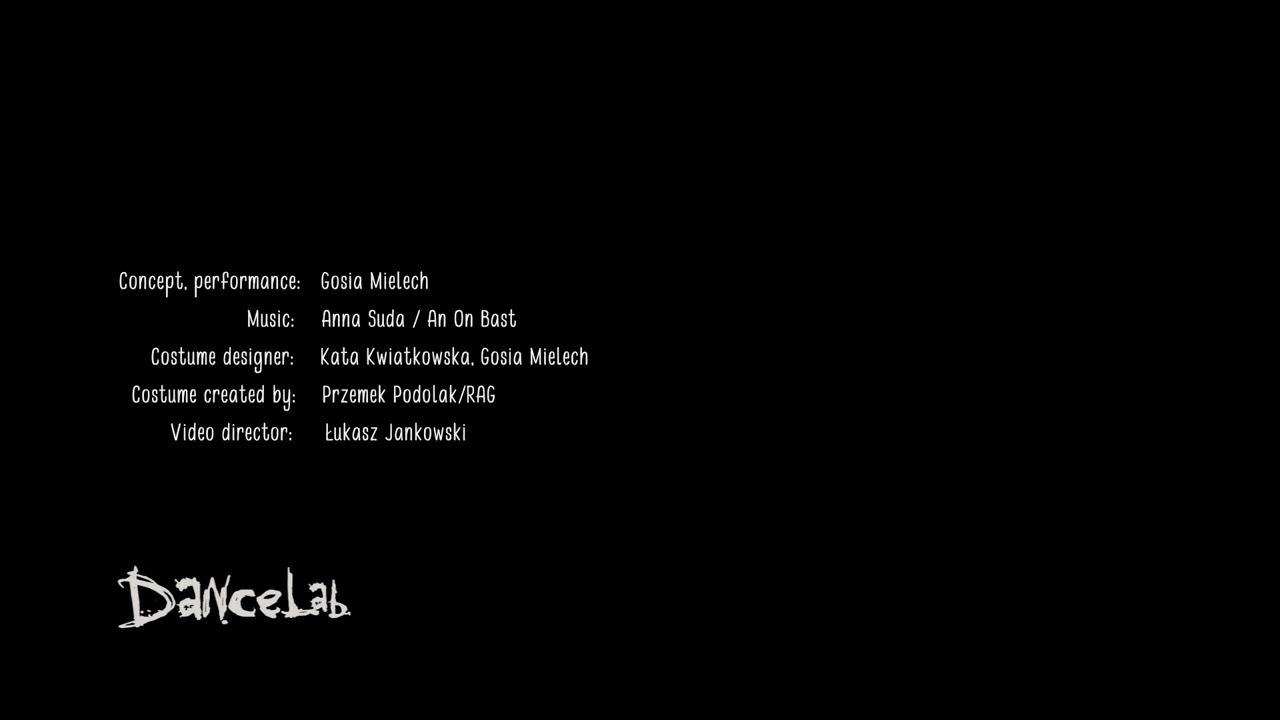 Concept, performance: Gosia Mielech
Music: Anna Suda / An On Bast
Costume designer: Kata Kwiatkowska, Gosia Mielech
Costume created by: Przemek Podolak/RAG
Video director: Łukasz Jankowski
DanceLab